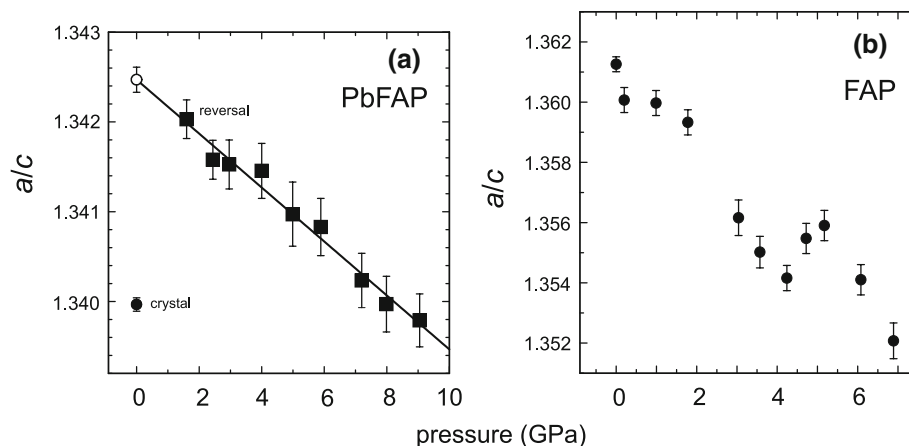 (a)
PbFAP
reversal
crystal
a/c
1.343
1.342
1.341
1.340
0 2 4 6 8 10
(b)
FAP
a/c
1.362
1.360
1.358
1.356
1.354
1.352
0 2 4 6
pressure (GPa)